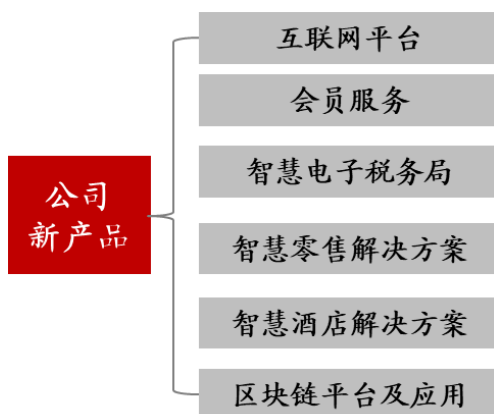 公司
新产品
互联网平台
会员服务
智慧电子税务局
智慧零售解决方案
智慧酒店解决方案
区块链平台及应用